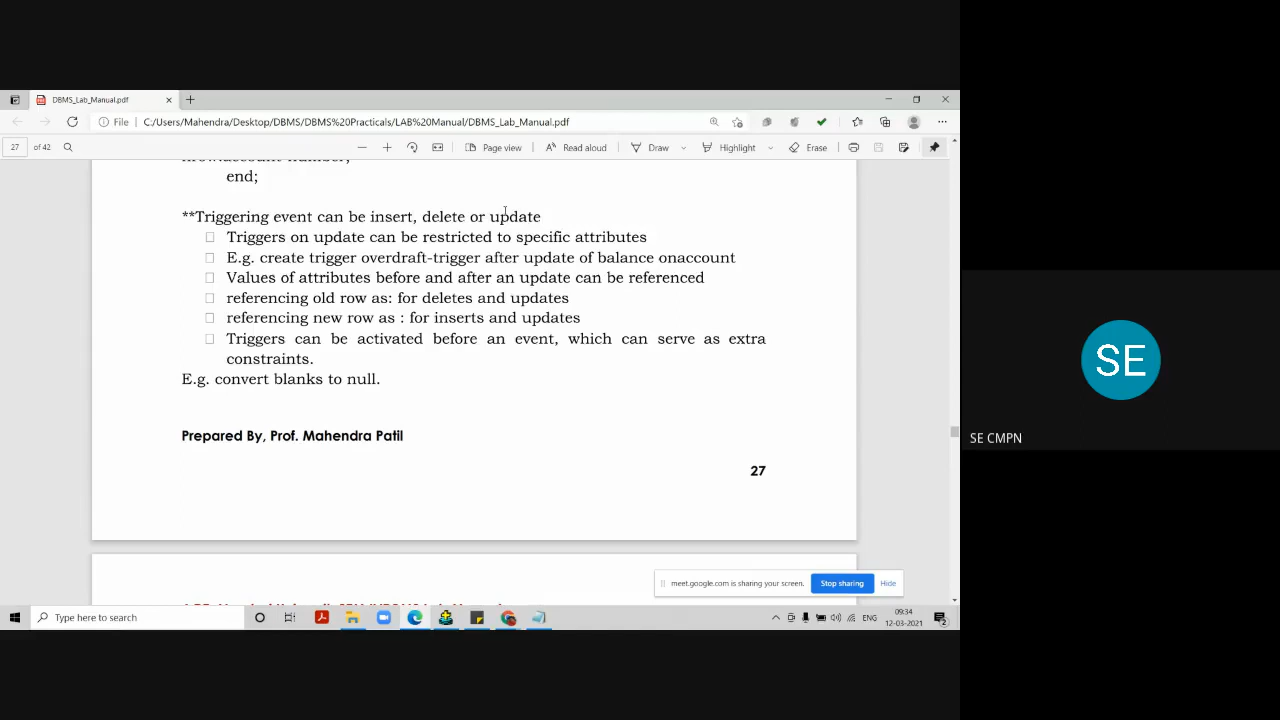 DBMS_Lab_Manual.pdf
File
C:/Users/Mahendra/Desktop/DBMS/DBMS%20Practicals/LAB%20Manual/DBMS_Lab_Manual.pdf
27 of 42
Page view
Read aloud
Draw
Highlight
Erase
end;
**Triggering event can be insert, delete or update
Triggers on update can be restricted to specific attributes
E.g. create trigger overdraft-trigger after update of balance onaccount
Values of attributes before and after an update can be referenced
referencing old row as: for deletes and updates
referencing new row as : for inserts and updates
Triggers can be activated before an event, which can serve as extra
constraints.
E.g. convert blanks to null.
Prepared By, Prof. Mahendra Patil
27
meet.google.com is sharing your screen.
Stop sharing
Hide
Type here to search
ENG
09:34
12-03-2021
2
SE
SE CMPN